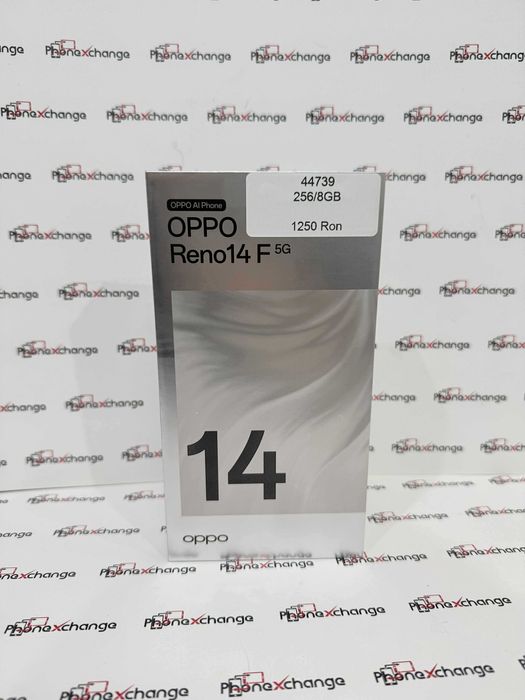 44739
256/8GB
1250 Ron
OPPO AI Phone
OPPO
Reno14 F 5G
14
oppo
PhoneXchange